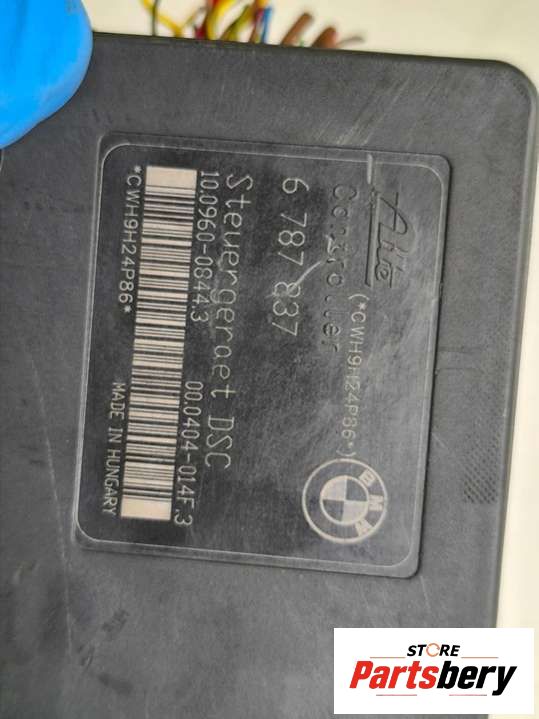 Ate
(*CWH9H24P86*)
Controller
6 787 837
Steuergeraet DSC
10.0960-0844.3 00.0404-014F.3
*CWH9H24P86* MADE IN HUNGARY
BMW
STORE
Partsbery